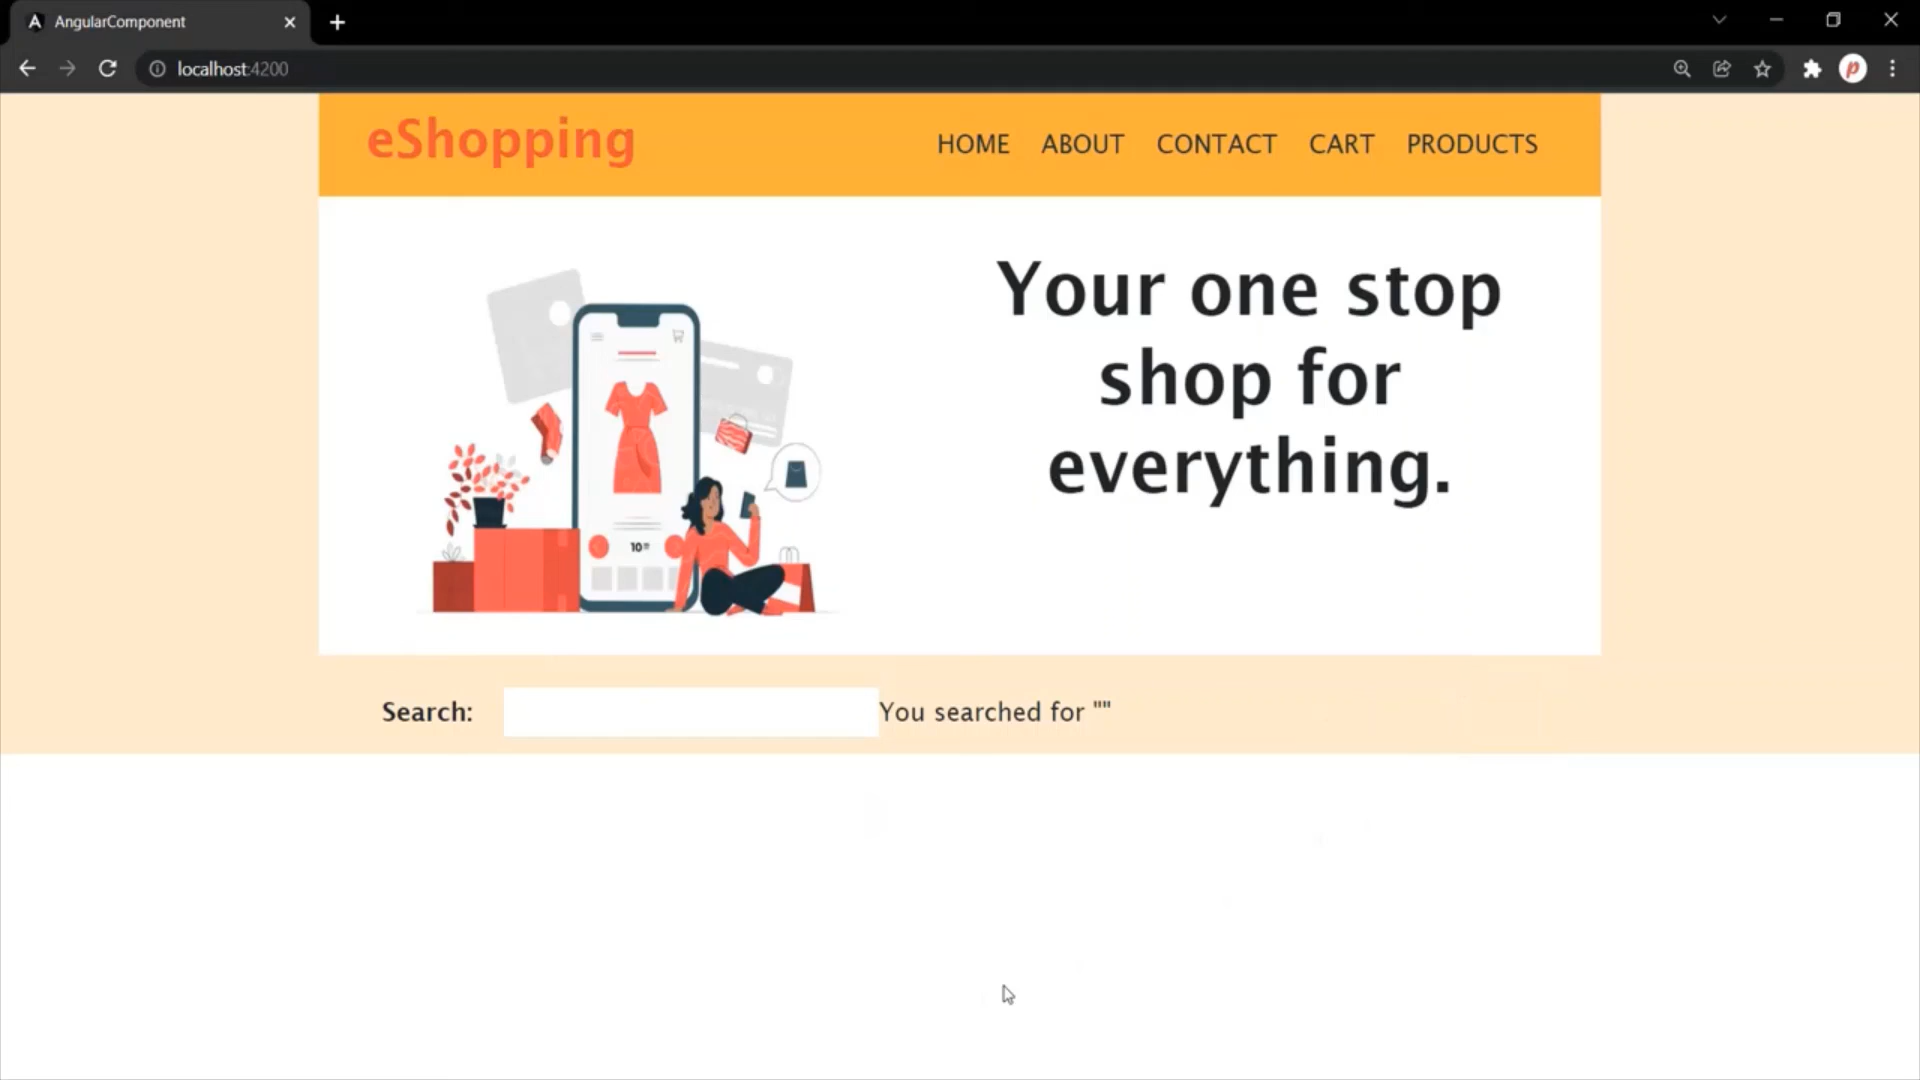 AngularComponent
localhost:4200
eShopping
HOME ABOUT CONTACT CART PRODUCTS
Your one stop
shop for
everything.
10
Search: You searched for ""